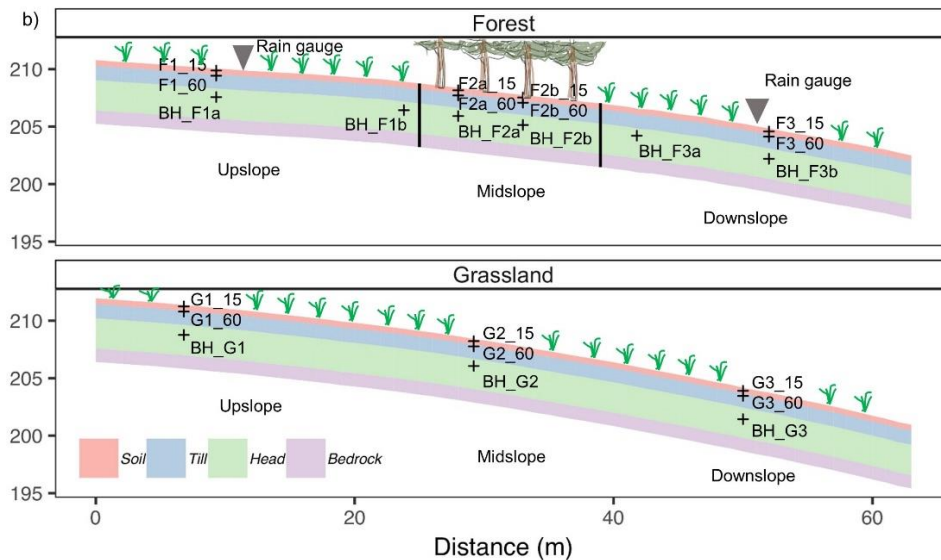 b)
Forest
210
205
200
195
Rain gauge
F1_15
F1_60
BH_F1a
BH_F1b
F2a_15
F2a_60
BH_F2a
F2b_15
F2b_60
BH_F2b
BH_F3a
Rain gauge
F3_15
F3_60
BH_F3b
Upslope
Midslope
Downslope
Grassland
210
205
200
195
G1_15
G1_60
BH_G1
G2_15
G2_60
BH_G2
G3_15
G3_60
BH_G3
Upslope
Midslope
Downslope
Soil Till Head Bedrock
0 20 40 60
Distance (m)